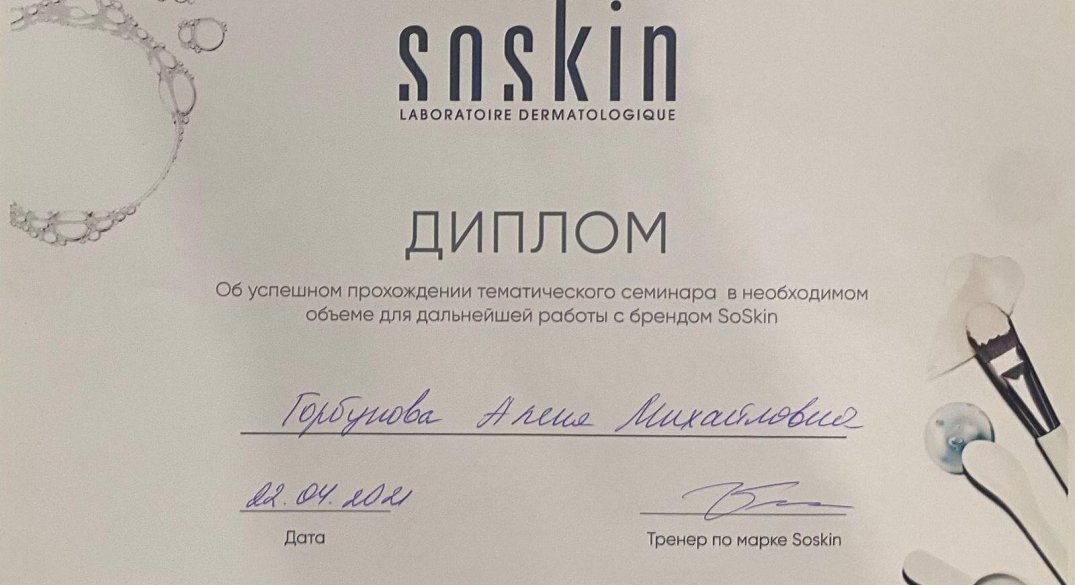 soskin
LABORATOIRE DERMATOLOGIQUE
ДИПЛОМ
Об успешном прохождении тематического семинара в необходимом
объеме для дальнейшей работы с брендом SoSkin
Горбунова Алена Михайловна
22.04.2021
Дата
Тренер по марке Soskin